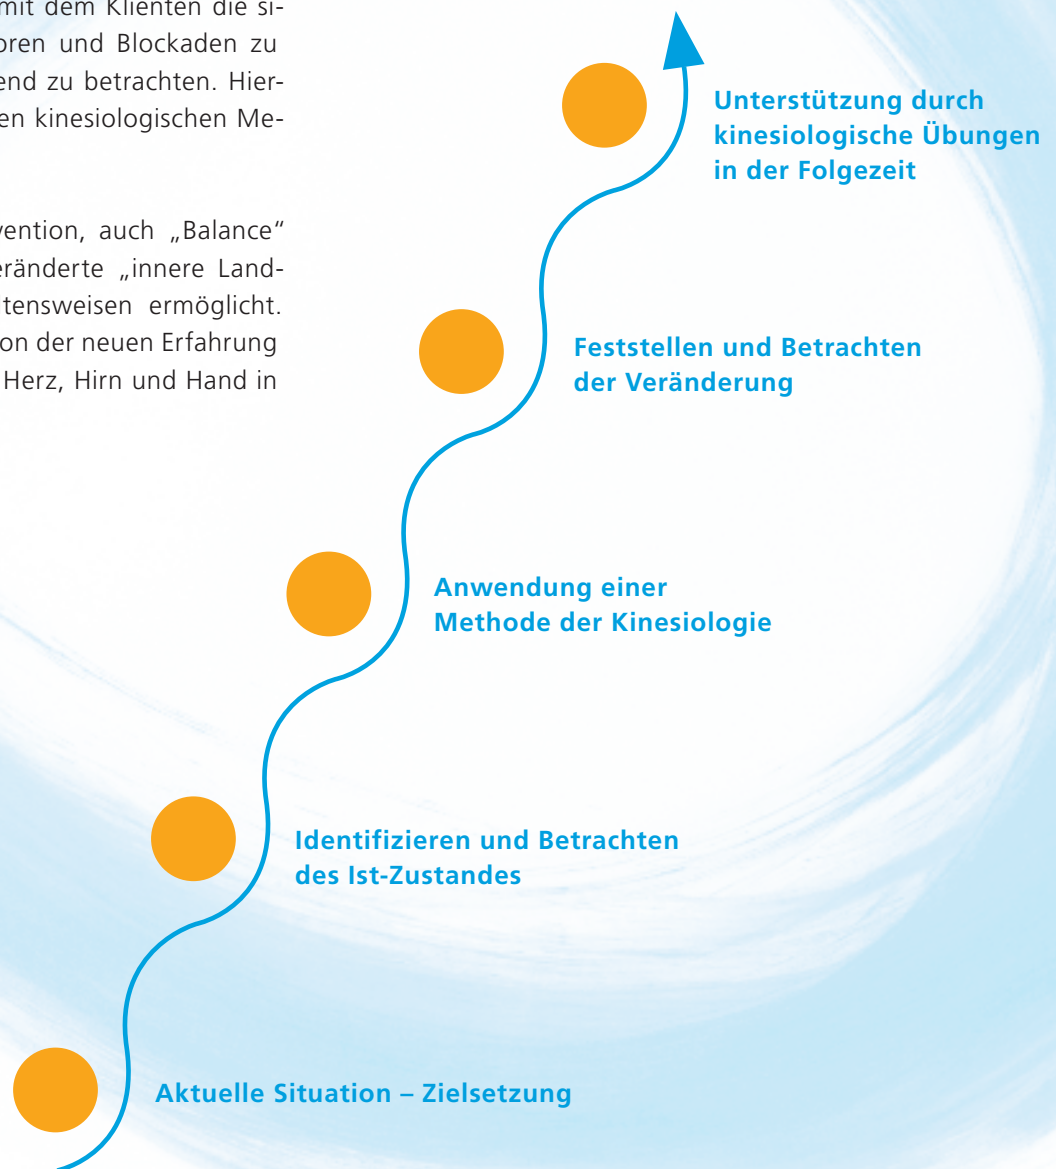 mit dem Klienten die si-
oren und Blockaden zu
end zu betrachten. Hier-
en kinesiologischen Me-
vention, auch „Balance“
eränderte „innere Land-
ltensweisen ermöglicht.
on der neuen Erfahrung
Herz, Hirn und Hand in
Unterstützung durch
kinesiologische Übungen
in der Folgezeit
Feststellen und Betrachten
der Veränderung
Anwendung einer
Methode der Kinesiologie
Identifizieren und Betrachten
des Ist-Zustandes
Aktuelle Situation – Zielsetzung